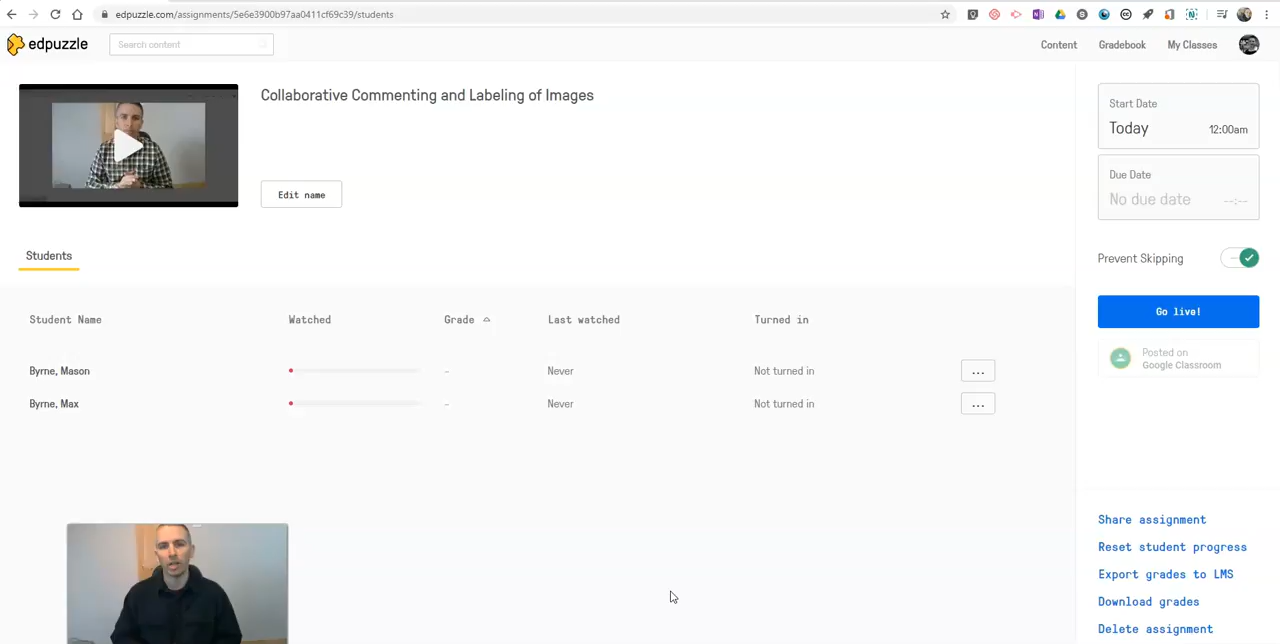 edpuzzle.com/assignments/5e6e3900b97aa0411cf69c39/students
edpuzzle
Search content
Content
Gradebook
My Classes
Collaborative Commenting and Labeling of Images
Edit name
Start Date
Today 12:00am
Due Date
No due date --:--
Prevent Skipping
Go live!
Posted on
Google Classroom
Students
Student Name Watched Grade Last watched Turned in
Byrne, Mason – Never Not turned in ...
Byrne, Max – Never Not turned in ...
Share assignment
Reset student progress
Export grades to LMS
Download grades
Delete assignment